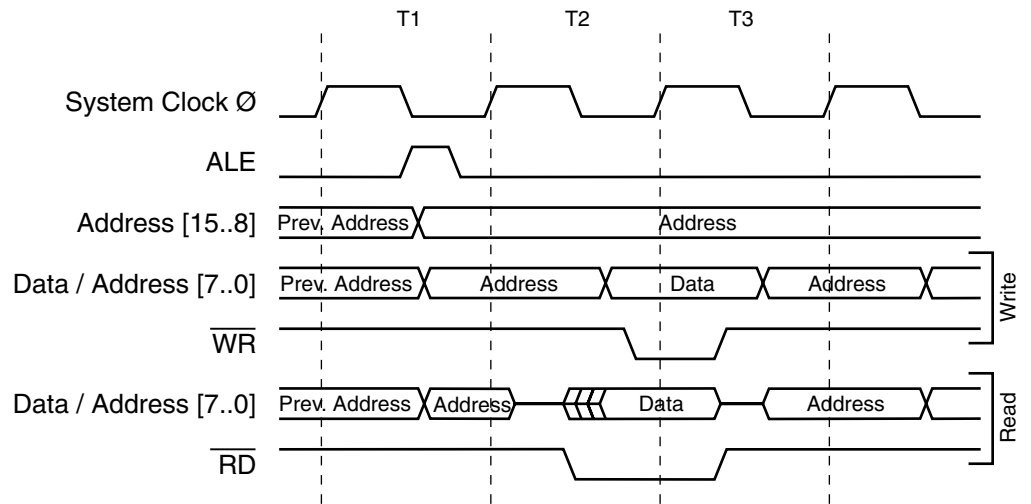 T1 T2 T3
System Clock Ø
ALE
Address [15..8] Prev. Address Address
Data / Address [7..0] Prev. Address Address Data Address
WR
Write
Data / Address [7..0] Prev. Address Address Data Address
RD
Read